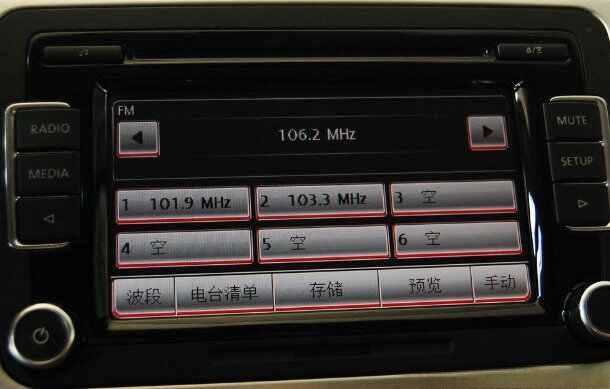 RADIO
MEDIA
FM
106.2 MHz
1 101.9 MHz 2 103.3 MHz 3 空
4 空 5 空 6 空
波段 电台清单 存储 预览 手动
MUTE
SETUP